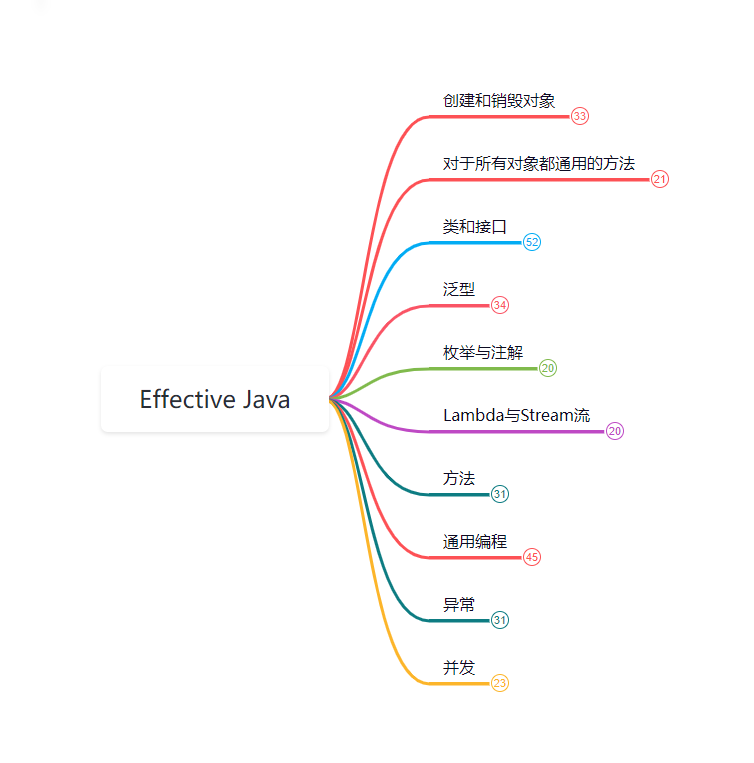 创建和销毁对象
33
对于所有对象都通用的方法
21
类和接口
52
泛型
34
枚举与注解
20
Effective Java
Lambda与Stream流
20
方法
31
通用编程
45
异常
31
并发
23